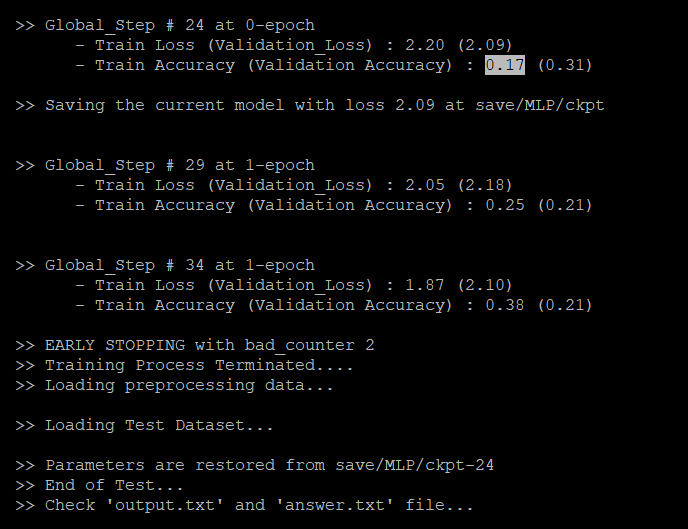 >> Global_Step # 24 at 0-epoch
- Train Loss (Validation_Loss) : 2.20 (2.09)
- Train Accuracy (Validation Accuracy) : 0.17 (0.31)
>> Saving the current model with loss 2.09 at save/MLP/ckpt
>> Global_Step # 29 at 1-epoch
- Train Loss (Validation_Loss) : 2.05 (2.18)
- Train Accuracy (Validation Accuracy) : 0.25 (0.21)
>> Global_Step # 34 at 1-epoch
- Train Loss (Validation_Loss) : 1.87 (2.10)
- Train Accuracy (Validation Accuracy) : 0.38 (0.21)
>> EARLY STOPPING with bad_counter 2
>> Training Process Terminated....
>> Loading preprocessing data...
>> Loading Test Dataset...
>> Parameters are restored from save/MLP/ckpt-24
>> End of Test...
>> Check 'output.txt' and 'answer.txt' file...